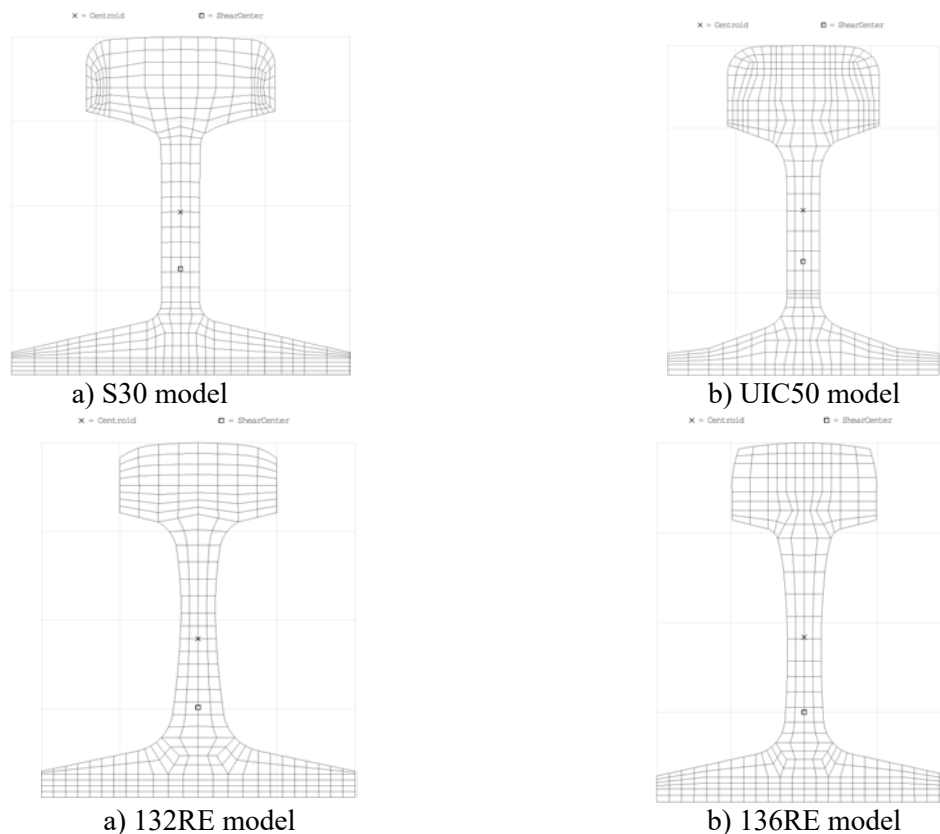 × = Centroid = ShearCenter
× = Centroid = ShearCenter
a) S30 model
b) UIC50 model
× = Centroid = ShearCenter
× = Centroid = ShearCenter
a) 132RE model
b) 136RE model